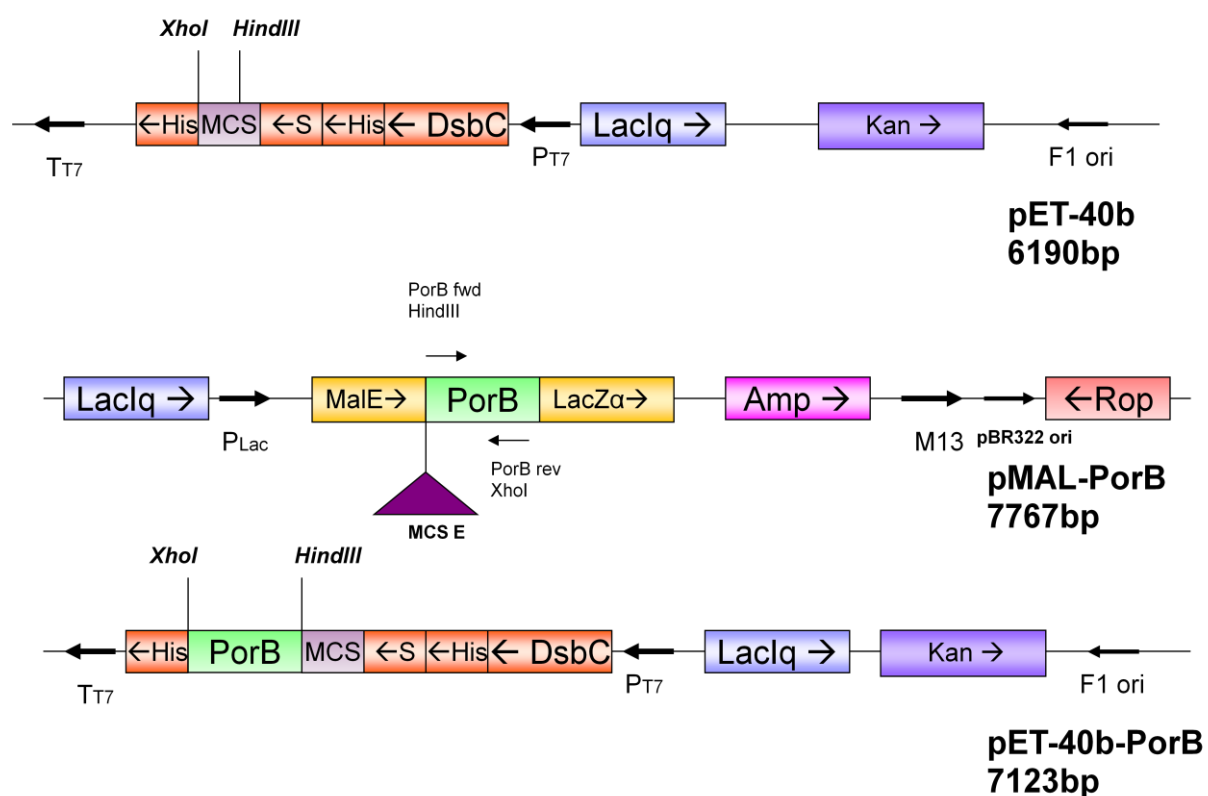 XhoI HindIII
←His MCS ←S ←His ← DsbC LacIq → Kan →
TT7 PT7 F1 ori
pET-40b
6190bp
PorB fwd
HindIII
LacIq → MalE→ PorB LacZα→ Amp → ←Rop
PLac M13 pBR322 ori
PorB rev
XhoI
MCS E
pMAL-PorB
7767bp
XhoI HindIII
←His PorB MCS ←S ←His ← DsbC LacIq → Kan →
TT7 PT7 F1 ori
pET-40b-PorB
7123bp